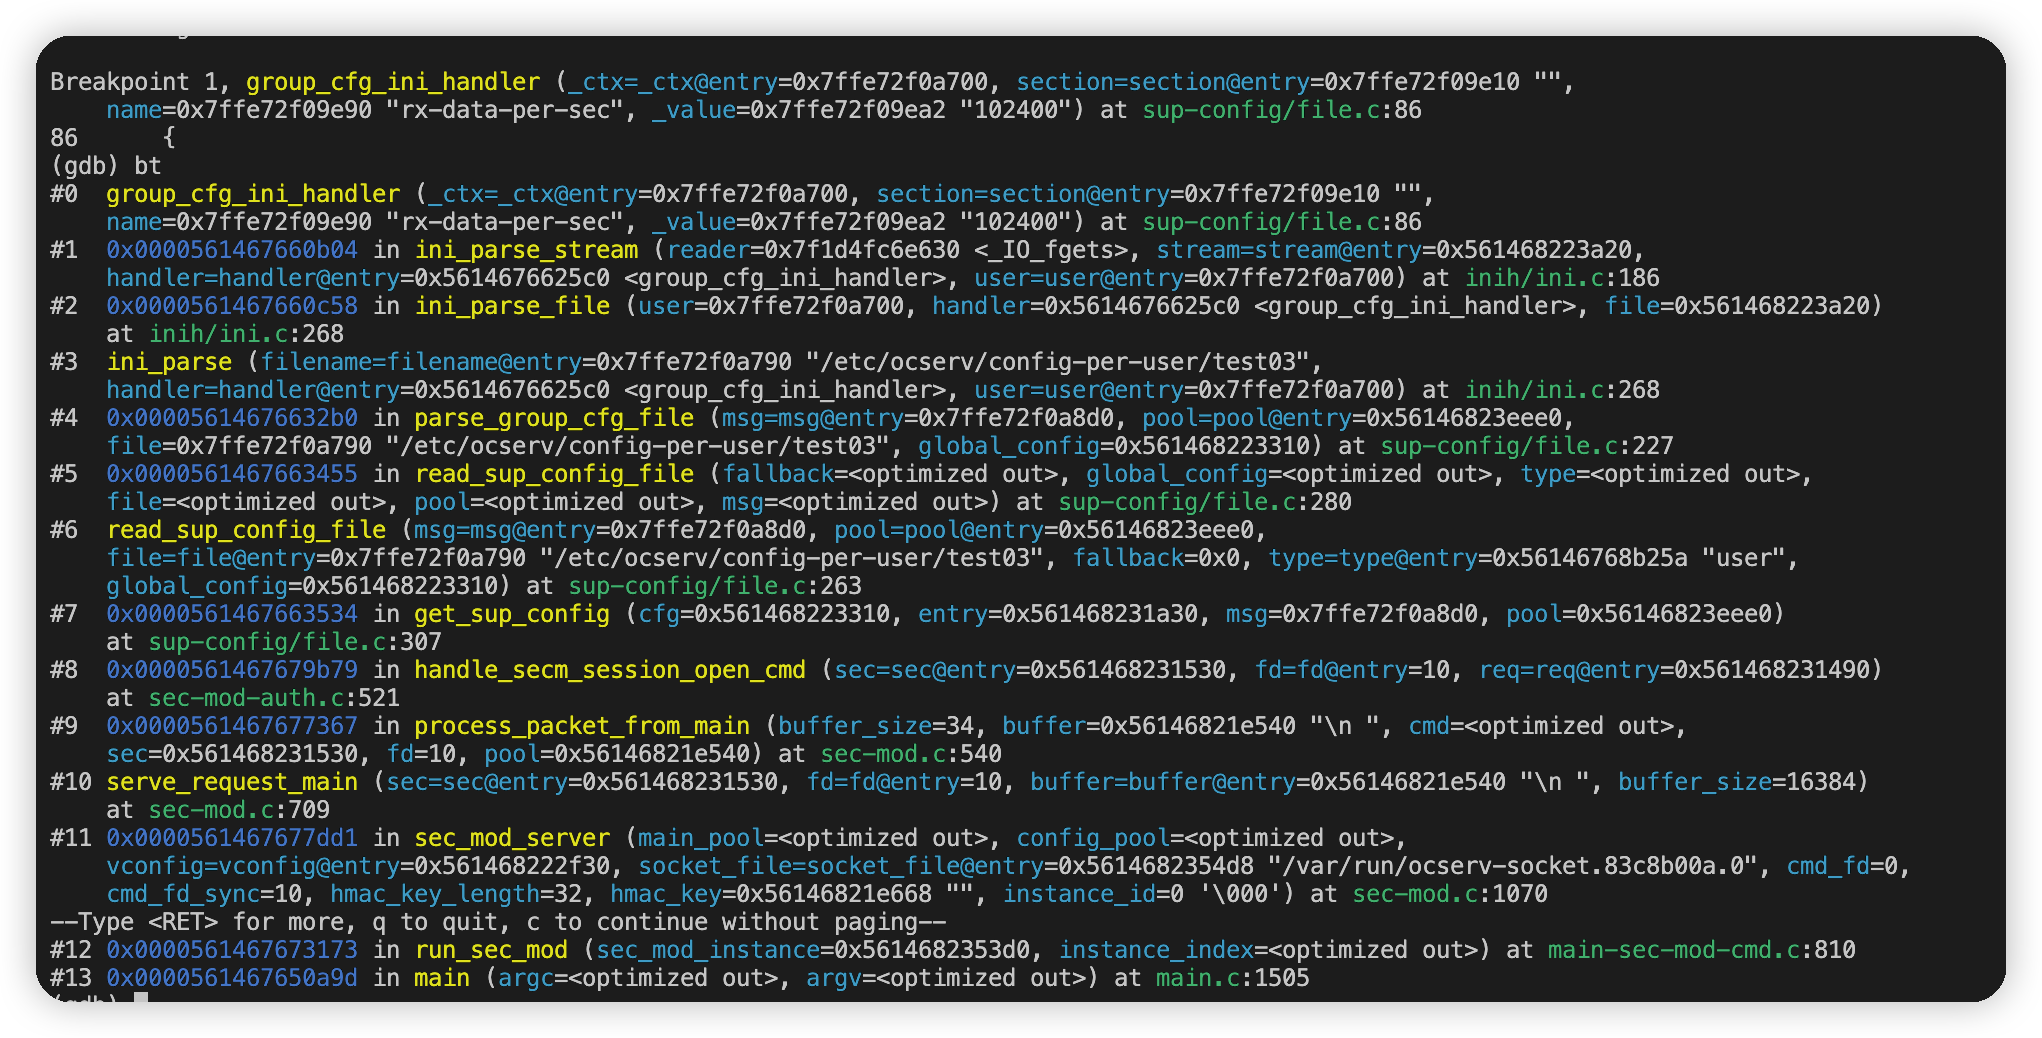 Breakpoint 1, group_cfg_ini_handler (_ctx=_ctx@entry=0x7ffe72f0a700, section=section@entry=0x7ffe72f09e10 "",
    name=0x7ffe72f09e90 "rx-data-per-sec", _value=0x7ffe72f09ea2 "102400") at sup-config/file.c:86
86      {
(gdb) bt
#0  group_cfg_ini_handler (_ctx=_ctx@entry=0x7ffe72f0a700, section=section@entry=0x7ffe72f09e10 "",
    name=0x7ffe72f09e90 "rx-data-per-sec", _value=0x7ffe72f09ea2 "102400") at sup-config/file.c:86
#1  0x0000561467660b04 in ini_parse_stream (reader=0x7f1d4fc6e630 <_IO_fgets>, stream=stream@entry=0x561468223a20,
    handler=handler@entry=0x5614676625c0 <group_cfg_ini_handler>, user=user@entry=0x7ffe72f0a700) at inih/ini.c:186
#2  0x0000561467660c58 in ini_parse_file (user=0x7ffe72f0a700, handler=0x5614676625c0 <group_cfg_ini_handler>, file=0x561468223a20)
    at inih/ini.c:268
#3  ini_parse (filename=filename@entry=0x7ffe72f0a790 "/etc/ocserv/config-per-user/test03",
    handler=handler@entry=0x5614676625c0 <group_cfg_ini_handler>, user=user@entry=0x7ffe72f0a700) at inih/ini.c:268
#4  0x00005614676632b0 in parse_group_cfg_file (msg=msg@entry=0x7ffe72f0a8d0, pool=pool@entry=0x56146823eee0,
    file=0x7ffe72f0a790 "/etc/ocserv/config-per-user/test03", global_config=0x561468223310) at sup-config/file.c:227
#5  0x0000561467663455 in read_sup_config_file (fallback=<optimized out>, global_config=<optimized out>, type=<optimized out>,
    file=<optimized out>, pool=<optimized out>, msg=<optimized out>) at sup-config/file.c:280
#6  read_sup_config_file (msg=msg@entry=0x7ffe72f0a8d0, pool=pool@entry=0x56146823eee0,
    file=file@entry=0x7ffe72f0a790 "/etc/ocserv/config-per-user/test03", fallback=0x0, type=type@entry=0x56146768b25a "user",
    global_config=0x561468223310) at sup-config/file.c:263
#7  0x0000561467663534 in get_sup_config (cfg=0x561468223310, entry=0x561468231a30, msg=0x7ffe72f0a8d0, pool=0x56146823eee0)
    at sup-config/file.c:307
#8  0x0000561467679b79 in handle_secm_session_open_cmd (sec=sec@entry=0x561468231530, fd=fd@entry=10, req=req@entry=0x561468231490)
    at sec-mod-auth.c:521
#9  0x0000561467677367 in process_packet_from_main (buffer_size=34, buffer=0x56146821e540 "\n ", cmd=<optimized out>,
    sec=0x561468231530, fd=10, pool=0x56146821e540) at sec-mod.c:540
#10 serve_request_main (sec=sec@entry=0x561468231530, fd=fd@entry=10, buffer=buffer@entry=0x56146821e540 "\n ", buffer_size=16384)
    at sec-mod.c:709
#11 0x0000561467677dd1 in sec_mod_server (main_pool=<optimized out>, config_pool=<optimized out>,
    vconfig=vconfig@entry=0x561468222f30, socket_file=socket_file@entry=0x5614682354d8 "/var/run/ocserv-socket.83c8b00a.0", cmd_fd=0,
    cmd_fd_sync=10, hmac_key_length=32, hmac_key=0x56146821e668 "", instance_id=0 '\000') at sec-mod.c:1070
--Type <RET> for more, q to quit, c to continue without paging--
#12 0x0000561467673173 in run_sec_mod (sec_mod_instance=0x5614682353d0, instance_index=<optimized out>) at main-sec-mod-cmd.c:810
#13 0x0000561467650a9d in main (argc=<optimized out>, argv=<optimized out>) at main.c:1505
(gdb)